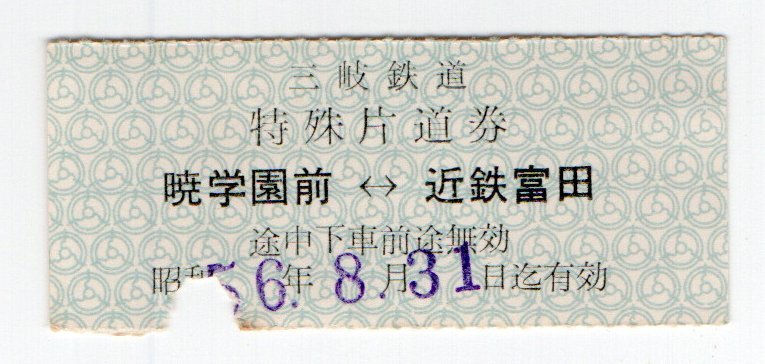 三岐鉄道
特殊片道券
暁学園前 ↔ 近鉄富田
途中下車前途無効
昭和56.年8.月31日迄有効